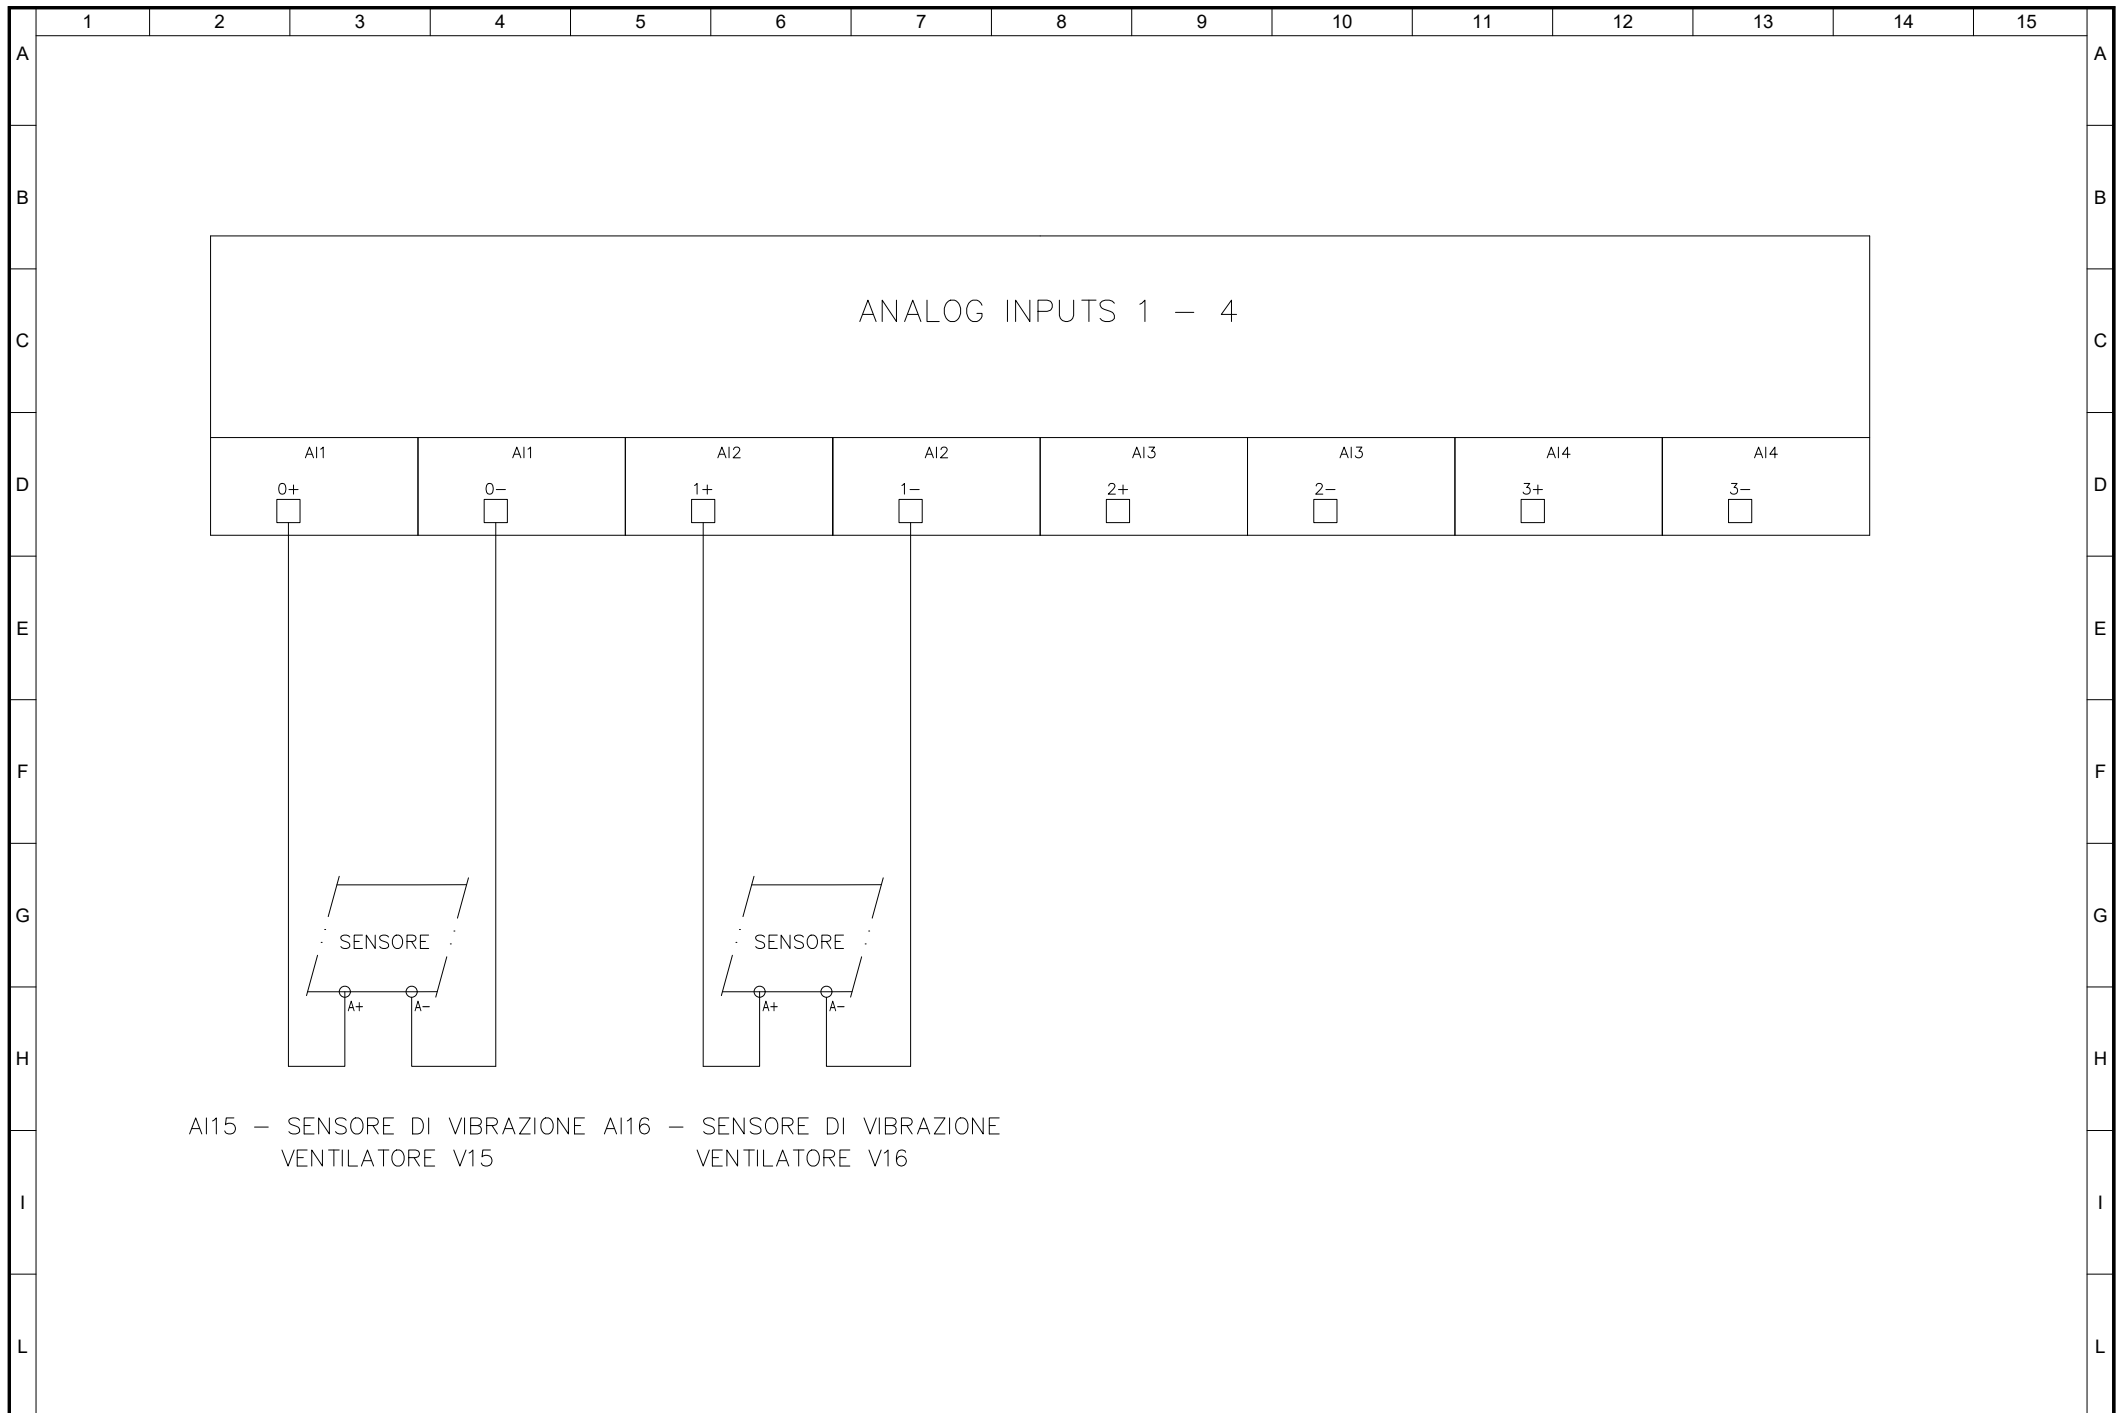 1 2 3 4 5 6 7 8 9 10 11 12 13 14 15
A A
B B
ANALOG INPUTS 1 – 4
C C
AI1 AI1 AI2 AI2 AI3 AI3 AI4 AI4
D D
0+ 0– 1+ 1– 2+ 2– 3+ 3–
E E
F F
G G
SENSORE SENSORE
A+ A– A+ A–
H H
AI15 – SENSORE DI VIBRAZIONE AI16 – SENSORE DI VIBRAZIONE
VENTILATORE V15 VENTILATORE V16
I I
L L